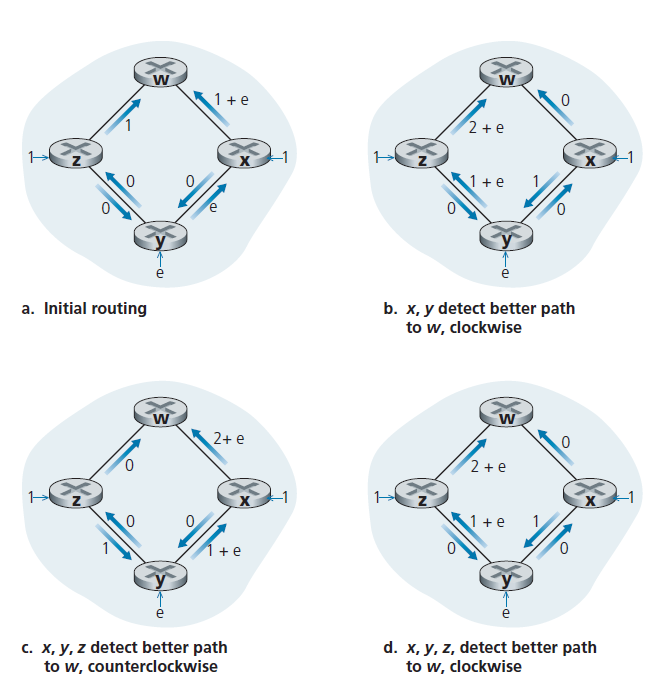 w
1 + e
1
1
z
x
1
0
0
0
e
y
e
a. Initial routing
w
0
2 + e
1
z
x
1
1 + e
1
0
0
y
e
b. x, y detect better path
to w, clockwise
w
2+ e
0
1
z
x
1
0
0
1
1 + e
y
e
c. x, y, z detect better path
to w, counterclockwise
w
0
2 + e
1
z
x
1
1 + e
1
0
0
y
e
d. x, y, z, detect better path
to w, clockwise